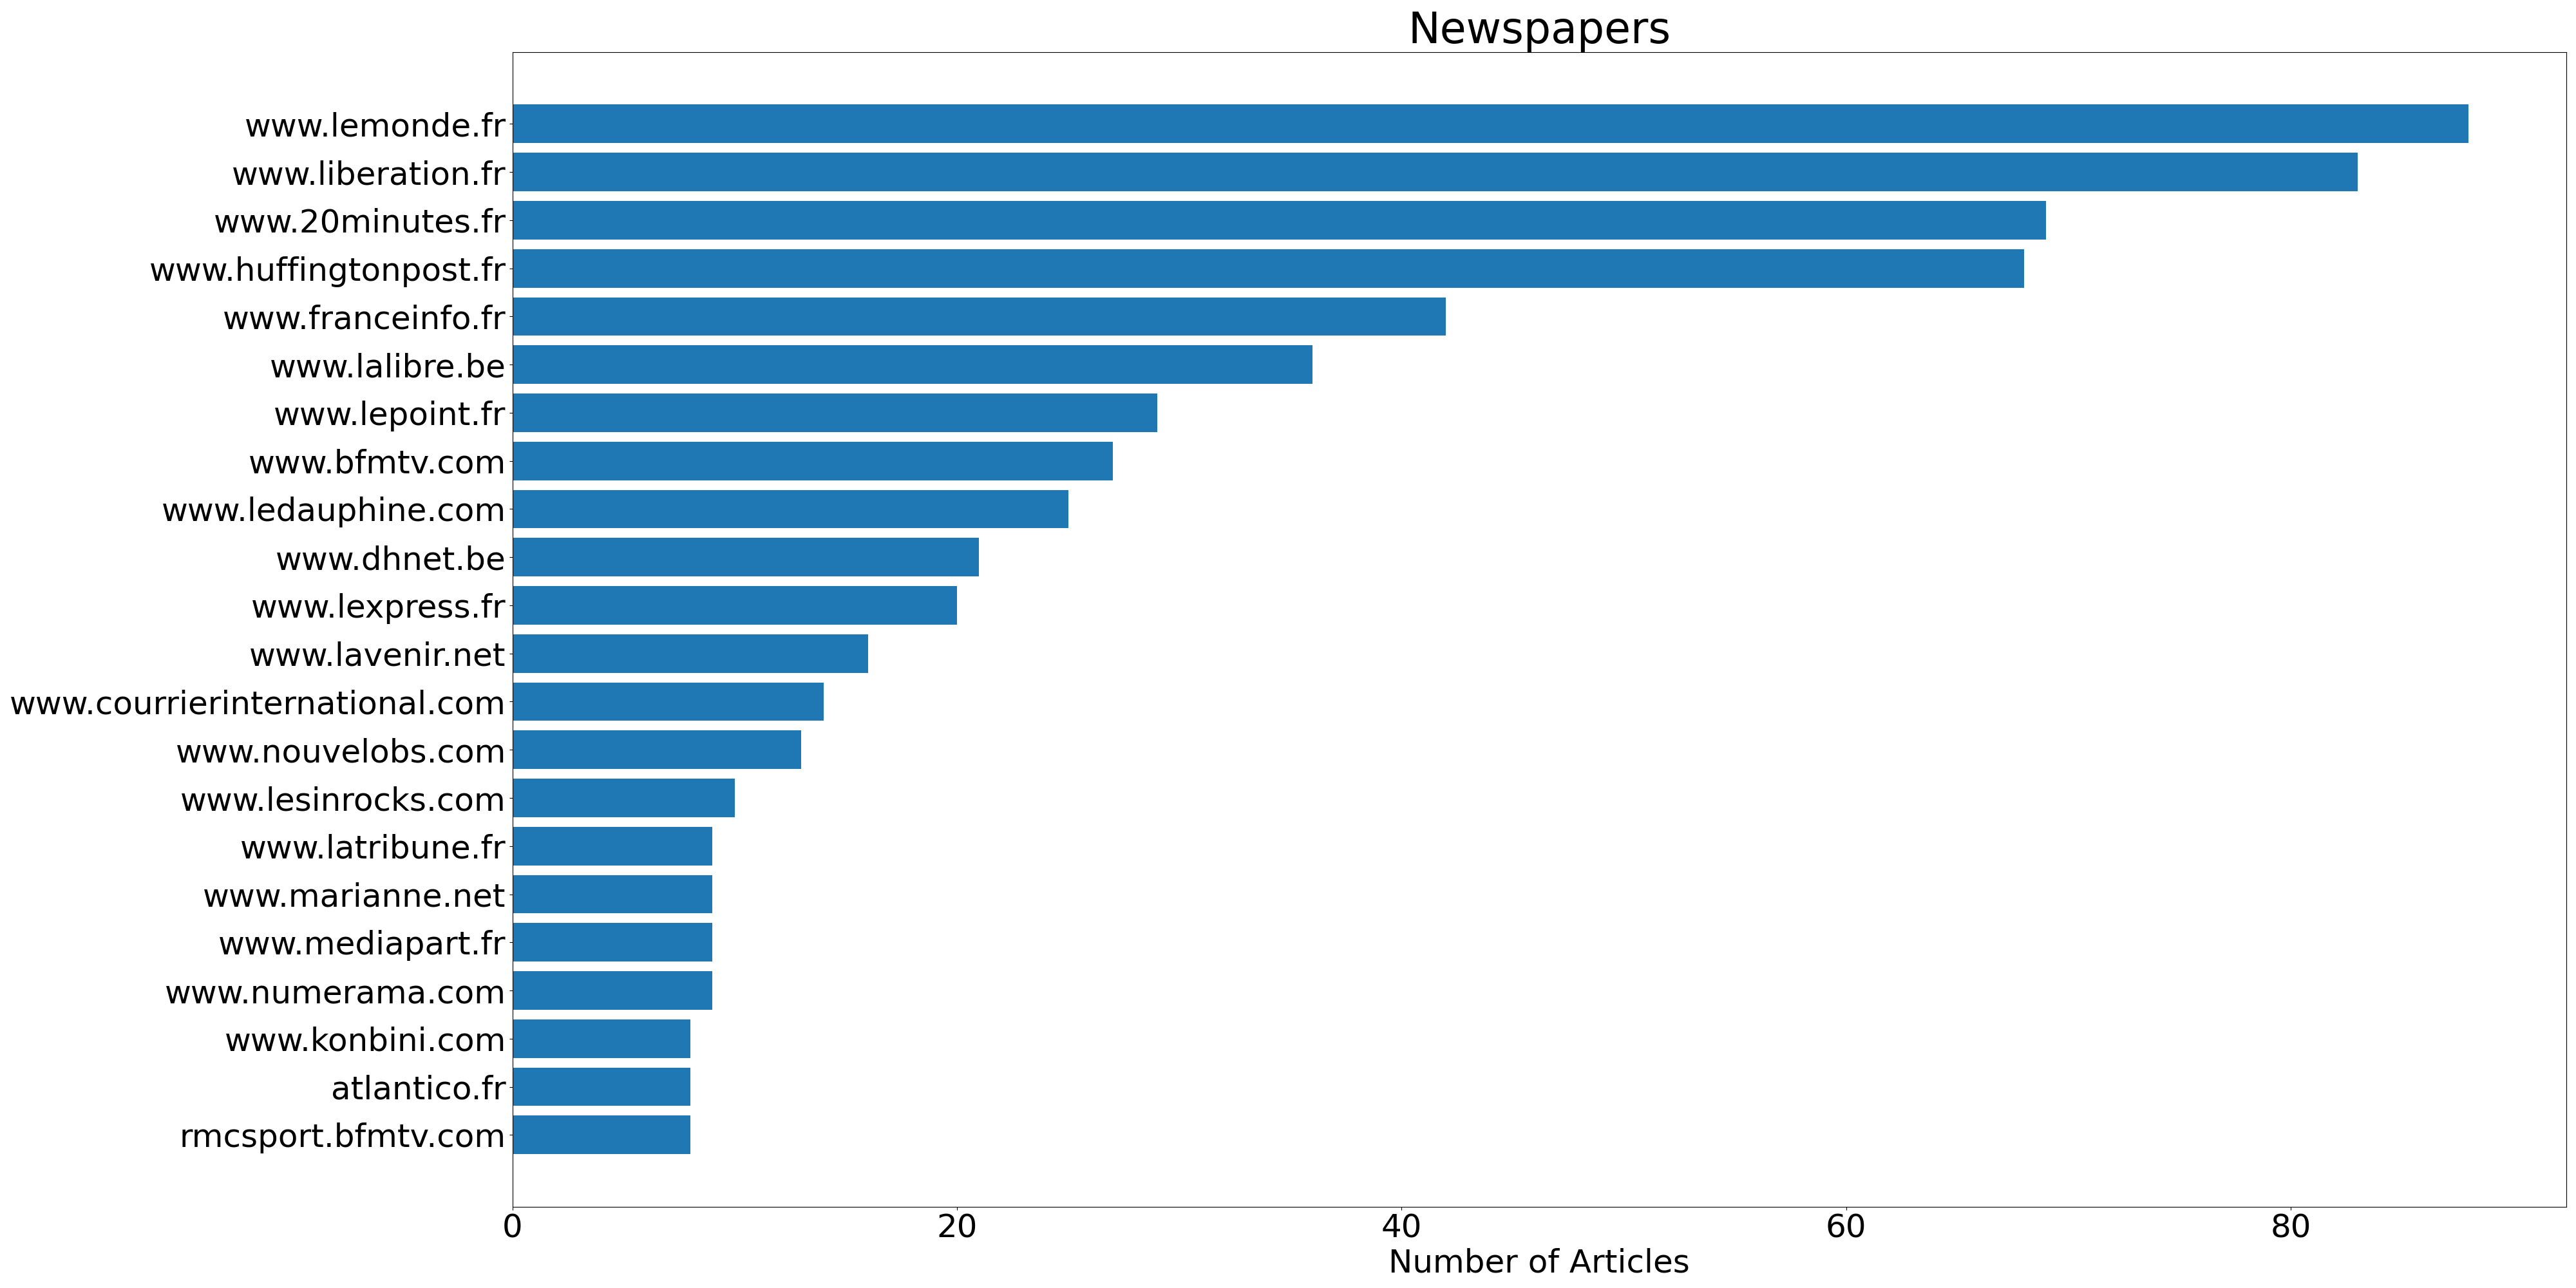 Newspapers
www.lemonde.fr
www.liberation.fr
www.20minutes.fr
www.huffingtonpost.fr
www.franceinfo.fr
www.lalibre.be
www.lepoint.fr
www.bfmtv.com
www.ledauphine.com
www.dhnet.be
www.lexpress.fr
www.lavenir.net
www.courrierinternational.com
www.nouvelobs.com
www.lesinrocks.com
www.latribune.fr
www.marianne.net
www.mediapart.fr
www.numerama.com
www.konbini.com
atlantico.fr
rmcsport.bfmtv.com
0 20 40 60 80
Number of Articles